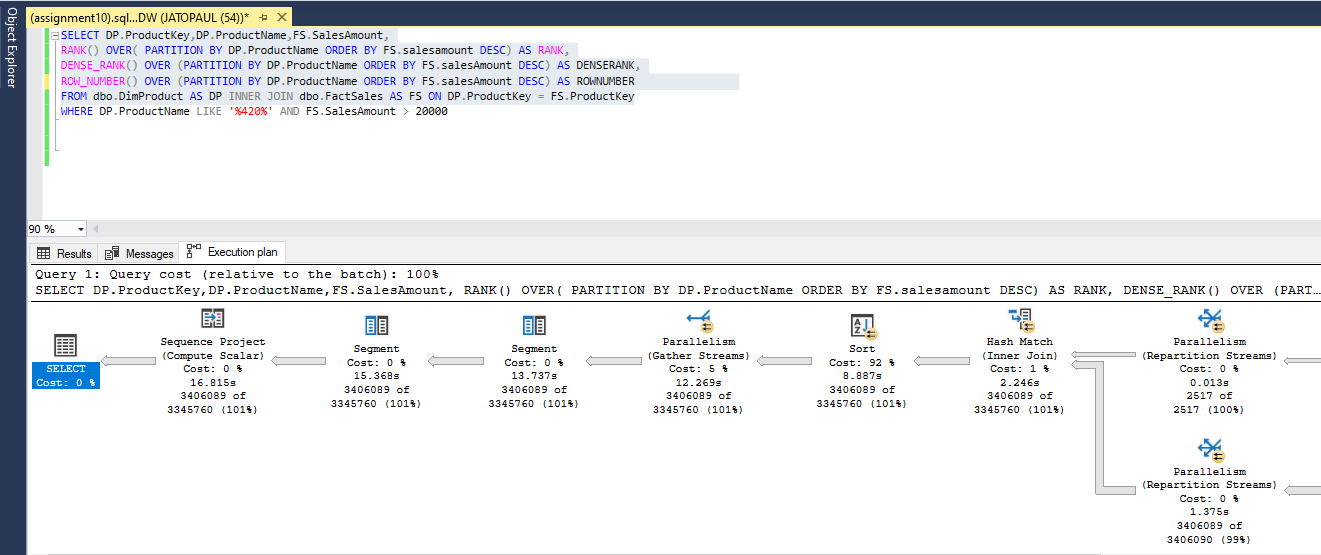 Object Explorer
(assignment10).sql...DW (JATOPAUL (54))*
SELECT DP.ProductKey,DP.ProductName,FS.SalesAmount,
RANK() OVER( PARTITION BY DP.ProductName ORDER BY FS.salesamount DESC) AS RANK,
DENSE_RANK() OVER (PARTITION BY DP.ProductName ORDER BY FS.salesAmount DESC) AS DENSERANK,
ROW_NUMBER() OVER (PARTITION BY DP.ProductName ORDER BY FS.salesAmount DESC) AS ROWNUMBER
FROM dbo.DimProduct AS DP INNER JOIN dbo.FactSales AS FS ON DP.ProductKey = FS.ProductKey
WHERE DP.ProductName LIKE '%420%' AND FS.SalesAmount > 20000
90 %
Results Messages Execution plan
Query 1: Query cost (relative to the batch): 100%
SELECT DP.ProductKey,DP.ProductName,FS.SalesAmount, RANK() OVER( PARTITION BY DP.ProductName ORDER BY FS.salesamount DESC) AS RANK, DENSE_RANK() OVER (PART...
SELECT
Cost: 0 %
Sequence Project
(Compute Scalar)
Cost: 0 %
16.815s
3406089 of
3345760 (101%)
Segment
Cost: 0 %
15.368s
3406089 of
3345760 (101%)
Segment
Cost: 0 %
13.737s
3406089 of
3345760 (101%)
Parallelism
(Gather Streams)
Cost: 5 %
12.269s
3406089 of
3345760 (101%)
Sort
Cost: 92 %
8.887s
3406089 of
3345760 (101%)
Hash Match
(Inner Join)
Cost: 1 %
2.246s
3406089 of
3345760 (101%)
Parallelism
(Repartition Streams)
Cost: 0 %
0.013s
2517 of
2517 (100%)
Parallelism
(Repartition Streams)
Cost: 0 %
1.375s
3406089 of
3406090 (99%)